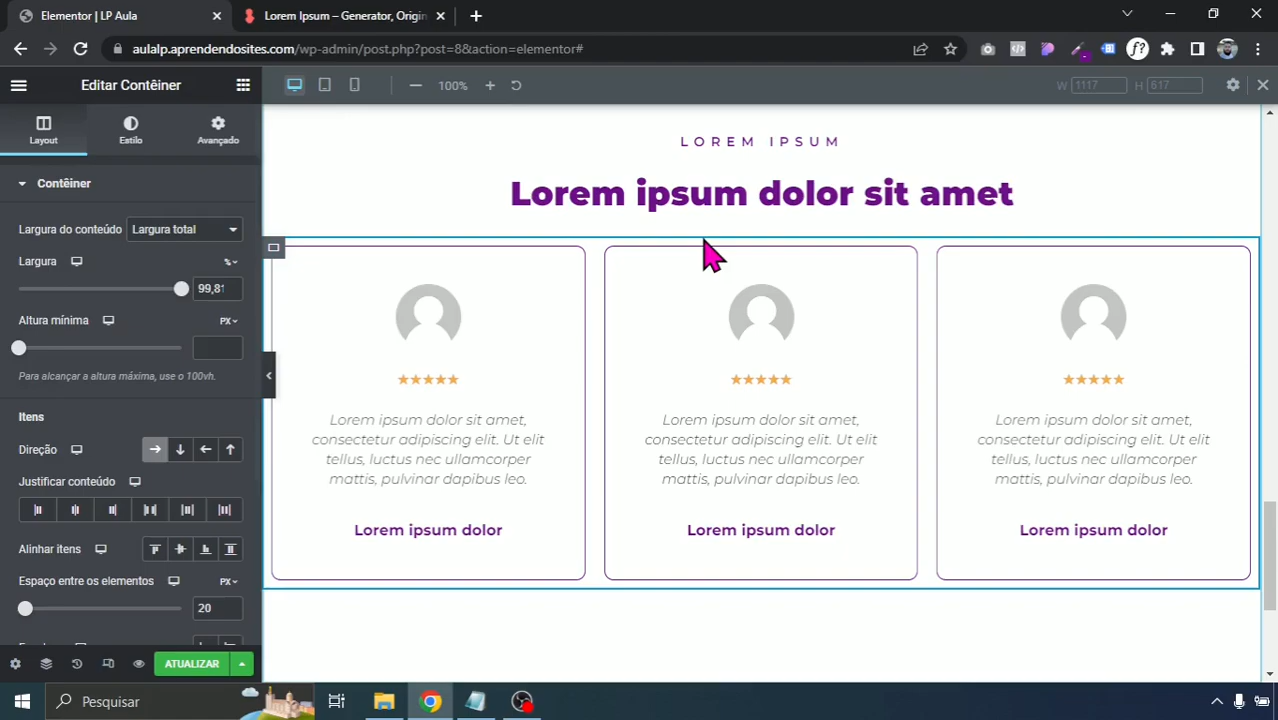 Elementor | LP Aula
Lorem Ipsum – Generator, Origin
aulalp.aprendendosites.com/wp-admin/post.php?post=8&action=elementor#
Editar Contêiner
100%
W 1117 H 617
Layout
Estilo
Avançado
Contêiner
Largura do conteúdo Largura total
Largura %
99,81
Altura mínima PX
Para alcançar a altura máxima, use o 100vh.
Itens
Direção
Justificar conteúdo
Alinhar itens
Espaço entre os elementos PX
20
ATUALIZAR
LOREM IPSUM
Lorem ipsum dolor sit amet
Lorem ipsum dolor sit amet,
consectetur adipiscing elit. Ut elit
tellus, luctus nec ullamcorper
mattis, pulvinar dapibus leo.
Lorem ipsum dolor
Lorem ipsum dolor sit amet,
consectetur adipiscing elit. Ut elit
tellus, luctus nec ullamcorper
mattis, pulvinar dapibus leo.
Lorem ipsum dolor
Lorem ipsum dolor sit amet,
consectetur adipiscing elit. Ut elit
tellus, luctus nec ullamcorper
mattis, pulvinar dapibus leo.
Lorem ipsum dolor
Pesquisar